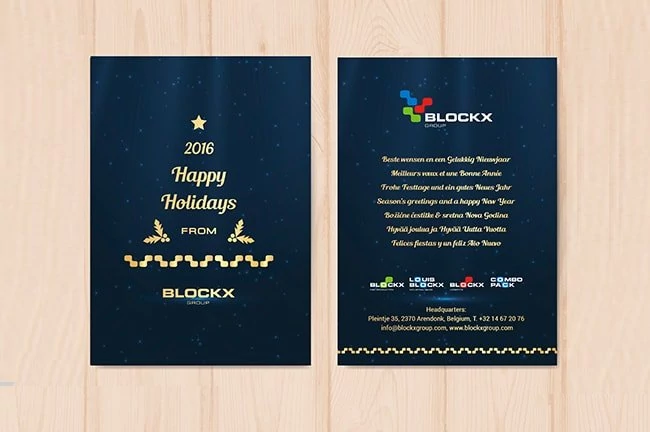 2016
Happy
Holidays
FROM
BLOCKX
GROUP
BLOCKX
GROUP
Beste wensen en een Gelukkig Nieuwjaar
Meilleurs vœux et une Bonne Année
Frohe Festtage und ein gutes Neues Jahr
Season's greetings and a happy New Year
Božićne čestitke & sretna Nova Godina
Hyvää joulua ja Hyvää Uutta Vuotta
Felices fiestas y un feliz Año Nuevo
BLOCKX LOUIS BLOCKX BLOCKX COMBO PACK
Headquarters:
Pleintje 35, 2370 Arendonk, Belgium, T. +32 14 67 20 76
info@blockxgroup.com, www.blockxgroup.com